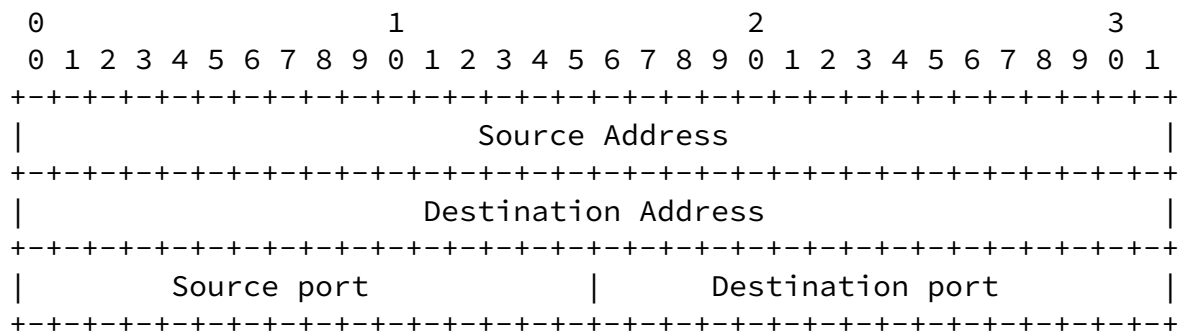 0                   1                   2                   3
 0 1 2 3 4 5 6 7 8 9 0 1 2 3 4 5 6 7 8 9 0 1 2 3 4 5 6 7 8 9 0 1
+-+-+-+-+-+-+-+-+-+-+-+-+-+-+-+-+-+-+-+-+-+-+-+-+-+-+-+-+-+-+-+-+
|                         Source Address                        |
+-+-+-+-+-+-+-+-+-+-+-+-+-+-+-+-+-+-+-+-+-+-+-+-+-+-+-+-+-+-+-+-+
|                      Destination Address                      |
+-+-+-+-+-+-+-+-+-+-+-+-+-+-+-+-+-+-+-+-+-+-+-+-+-+-+-+-+-+-+-+-+
|        Source port            |      Destination port         |
+-+-+-+-+-+-+-+-+-+-+-+-+-+-+-+-+-+-+-+-+-+-+-+-+-+-+-+-+-+-+-+-+